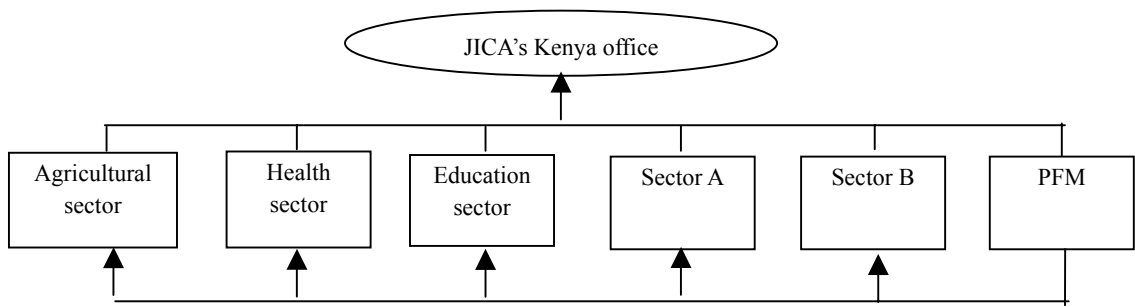 JICA’s Kenya office
Agricultural
sector
Health
sector
Education
sector
Sector A
Sector B
PFM